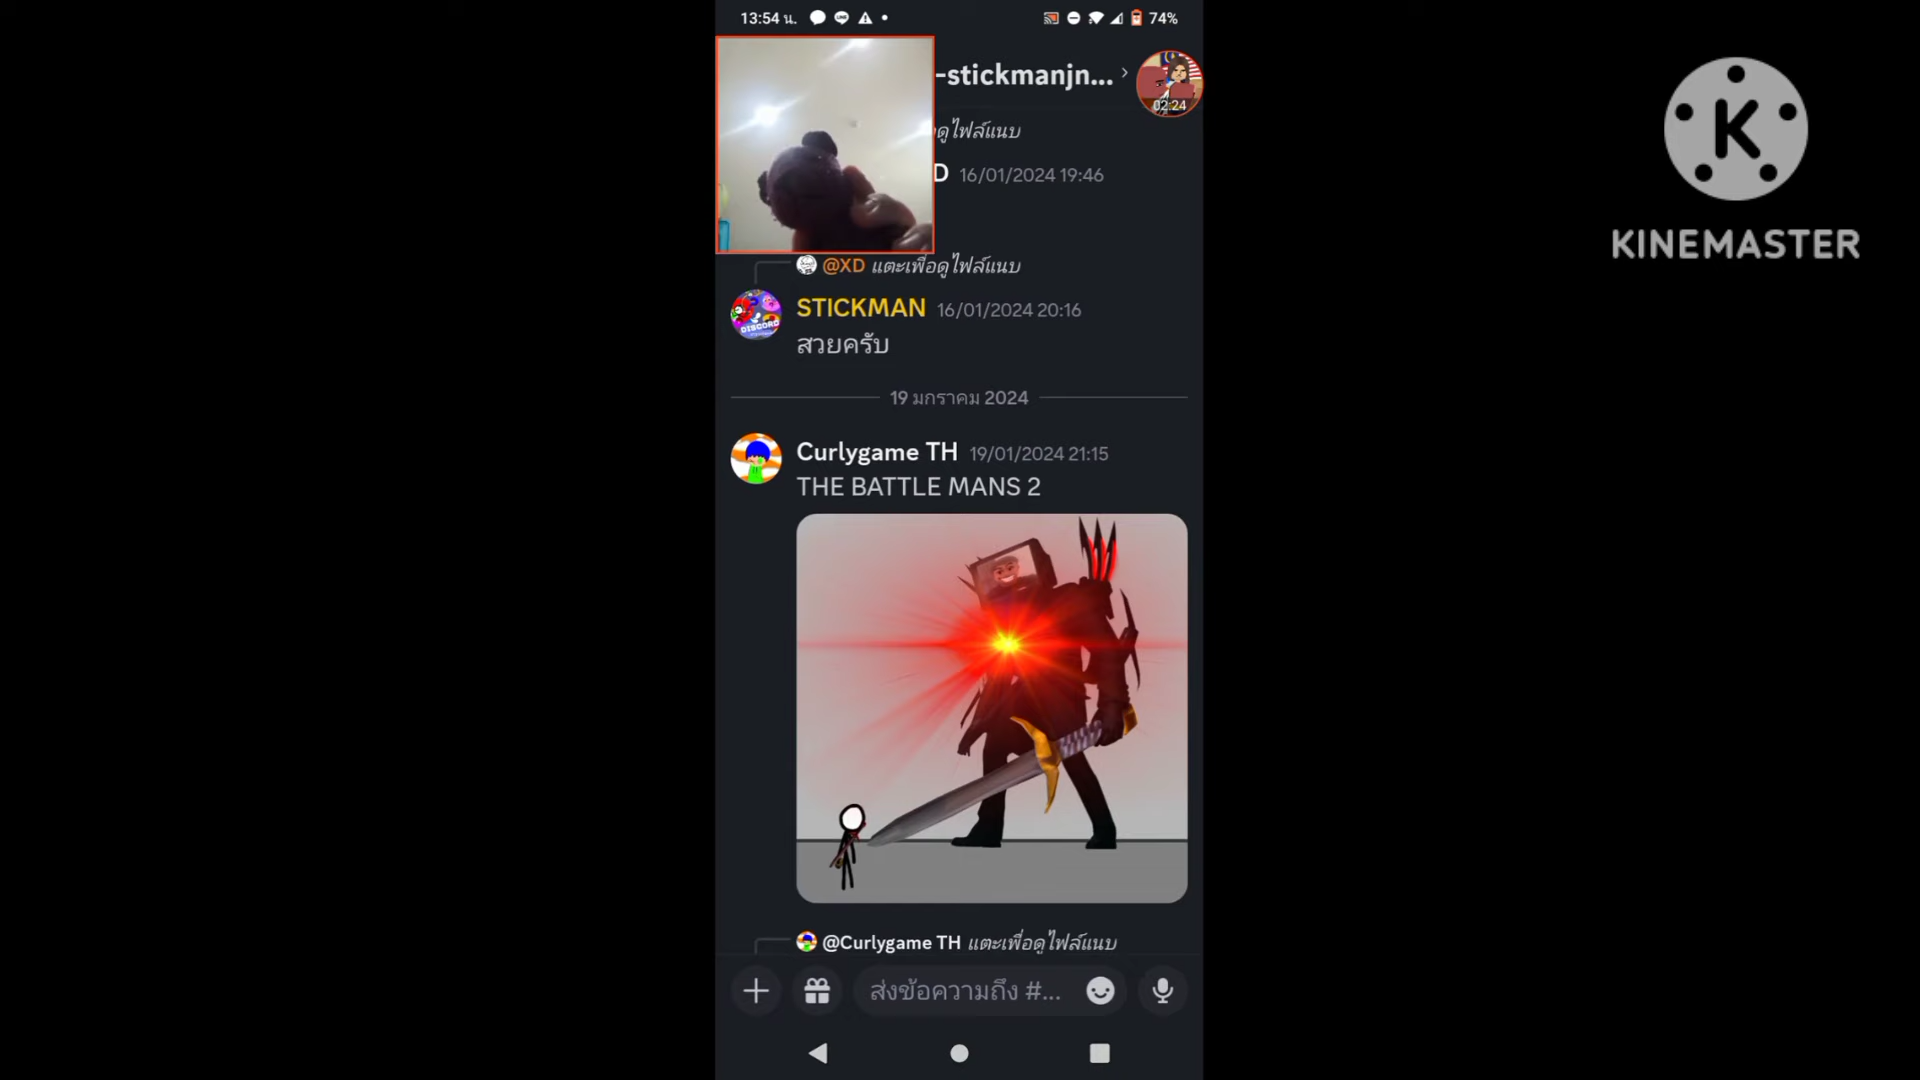 13:54 น.
74%
-stickmanjn...
02:24
ดูไฟล์แนบ
D 16/01/2024 19:46
@XD แตะเพื่อดูไฟล์แนบ
STICKMAN 16/01/2024 20:16
DISCORD
สวยครับ
19 มกราคม 2024
Curlygame TH 19/01/2024 21:15
THE BATTLE MANS 2
@Curlygame TH แตะเพื่อดูไฟล์แนบ
ส่งข้อความถึง #...
K
KINEMASTER